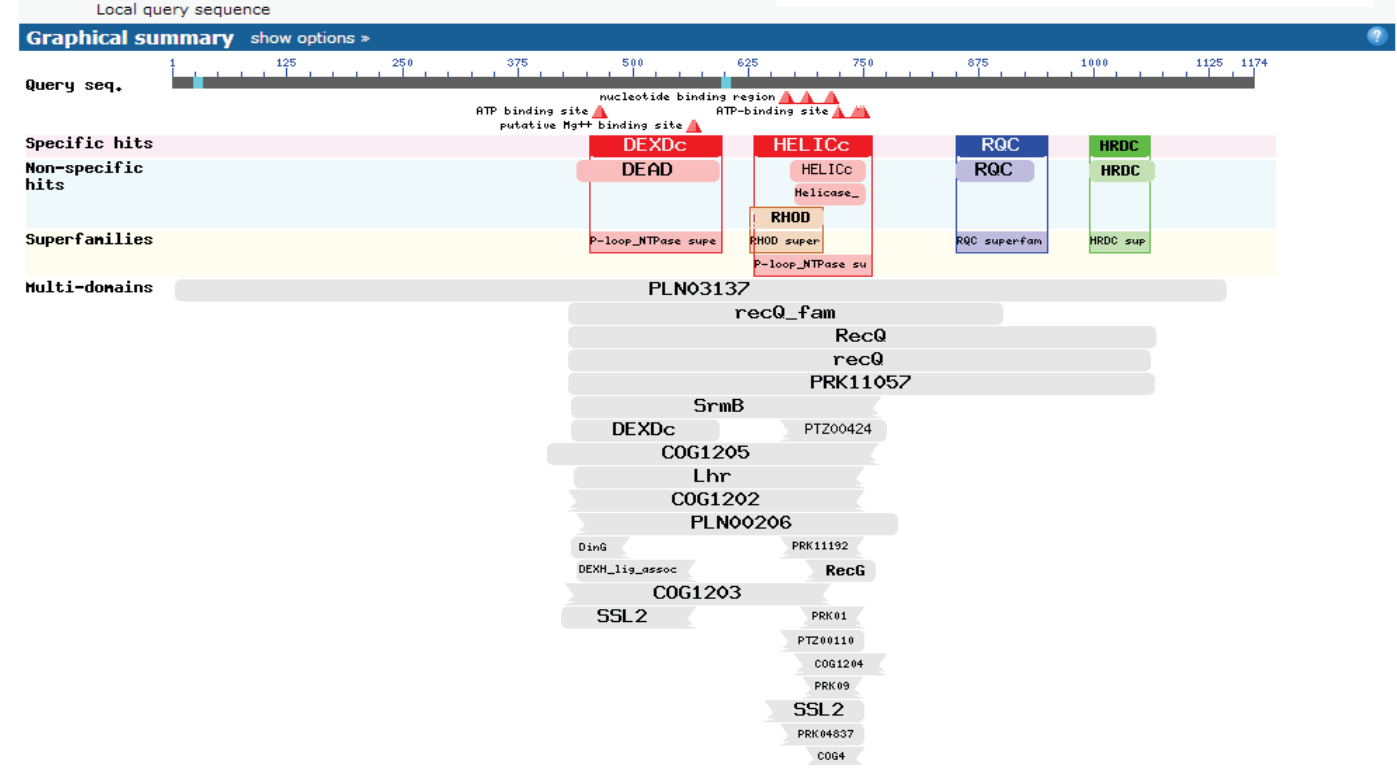 Local query sequence
Graphical summary show options »
?
1 125 250 375 500 625 750 875 1000 1125 1174
Query seq.
nucleotide binding region
ATP binding site ATP-binding site
putative Mg++ binding site
Specific hits DEXDc HELICc RQC HRDC
Non-specific hits DEAD HELICc RQC HRDC
Helicase_
RHOD
Superfamilies P-loop_NTPase supe RHOD super RQC superfam HRDC sup
P-loop_NTPase su
Multi-domains PLN03137
recQ_fam
RecQ
recQ
PRK11057
SrmB
DEXDc PTZ00424
COG1205
Lhr
COG1202
PLN00206
DinG PRK11192
DEXH_lig_assoc RecG
COG1203
SSL2 PRK01
PTZ00110
COG1204
PRK09
SSL2
PRK04837
COG4